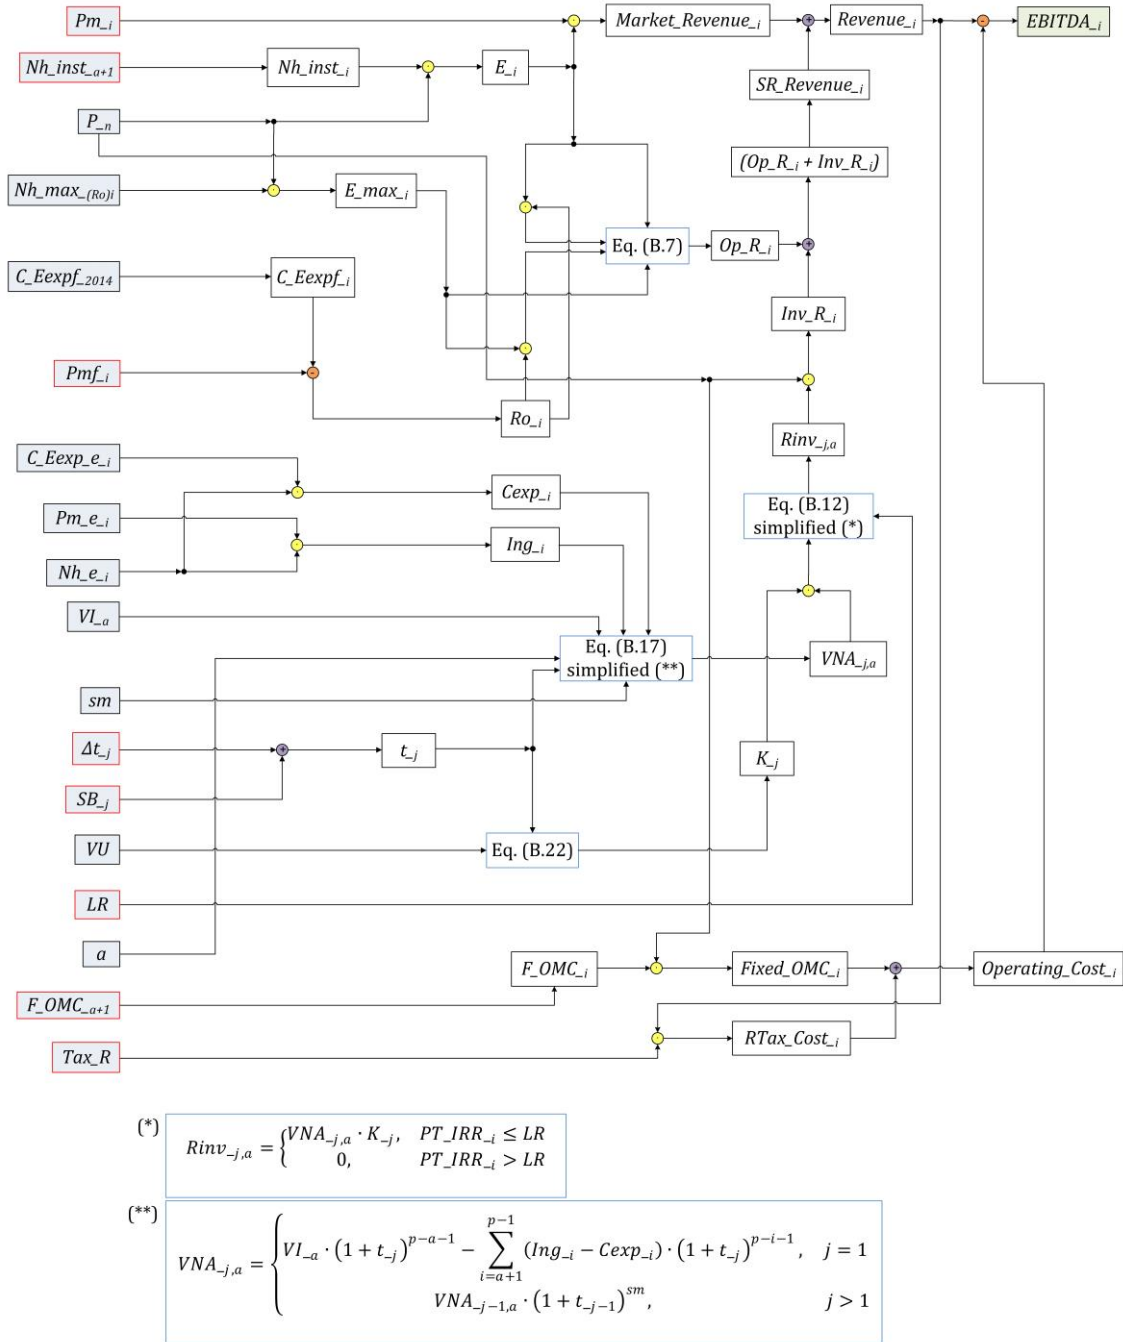 Pm_i
Market_Revenue_i
Revenue_i
EBITDA_i
Nh_inst_a+1
Nh_inst_i
E_i
SR_Revenue_i
P_n
(Op_R_i + Inv_R_i)
Nh_max_(Ro)i
E_max_i
Eq. (B.7)
Op_R_i
C_Eexpf_2014
C_Eexpf_i
Inv_R_i
Pmf_i
Ro_i
Rinv_j,a
C_Eexp_e_i
Cexp_i
Eq. (B.12)
simplified (*)
Pm_e_i
Ing_i
Nh_e_i
VI_a
Eq. (B.17)
simplified (**)
VNA_j,a
sm
Δt_j
t_j
K_j
SB_j
VU
Eq. (B.22)
LR
a
F_OMC_i
Fixed_OMC_i
Operating_Cost_i
F_OMC_a+1
Tax_R
RTax_Cost_i
(*)
Rinv_j,a = { VNA_j,a · K_j, PT_IRR_i ≤ LR
0, PT_IRR_i > LR
(**)
VNA_j,a = { VI_a · (1 + t_j)^{p−a−1} − ∑_{i=a+1}^{p−1} (Ing_i − Cexp_i) · (1 + t_j)^{p−i−1}, j = 1
VNA_j−1,a · (1 + t_j−1)^{sm}, j > 1